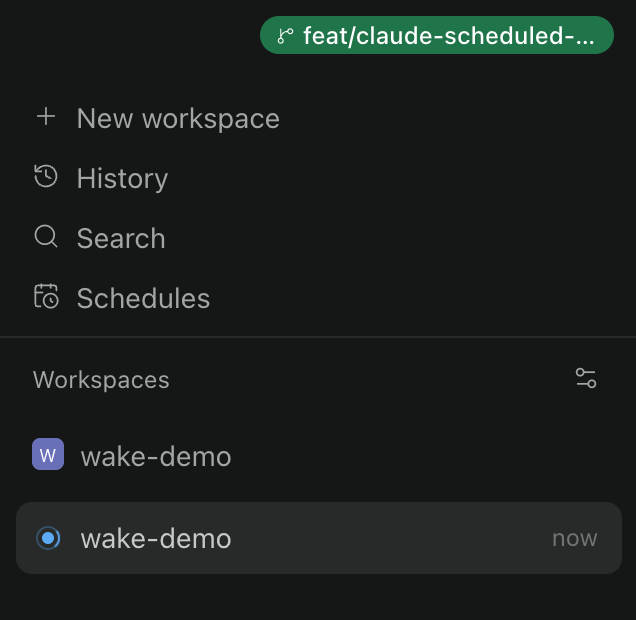 feat/claude-scheduled-...
New workspace
History
Search
Schedules
Workspaces
W wake-demo
wake-demo now